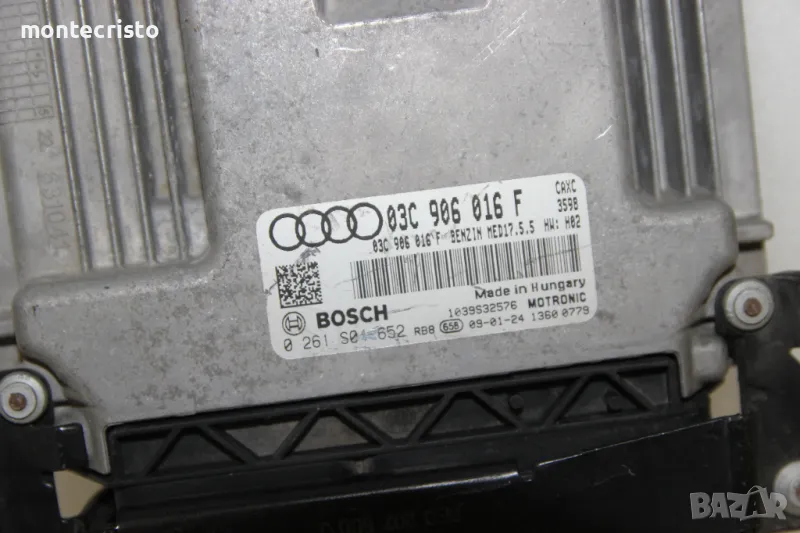 montecristo
03C 906 016 F
CAXC
3598
03C 906 016 F BENZIN MED17.5.5 HW: H02
Made in Hungary
BOSCH
1039S32576 MOTRONIC
0 261 S04 652 RB8 658 09-01-24 1360 0779
BAZAR